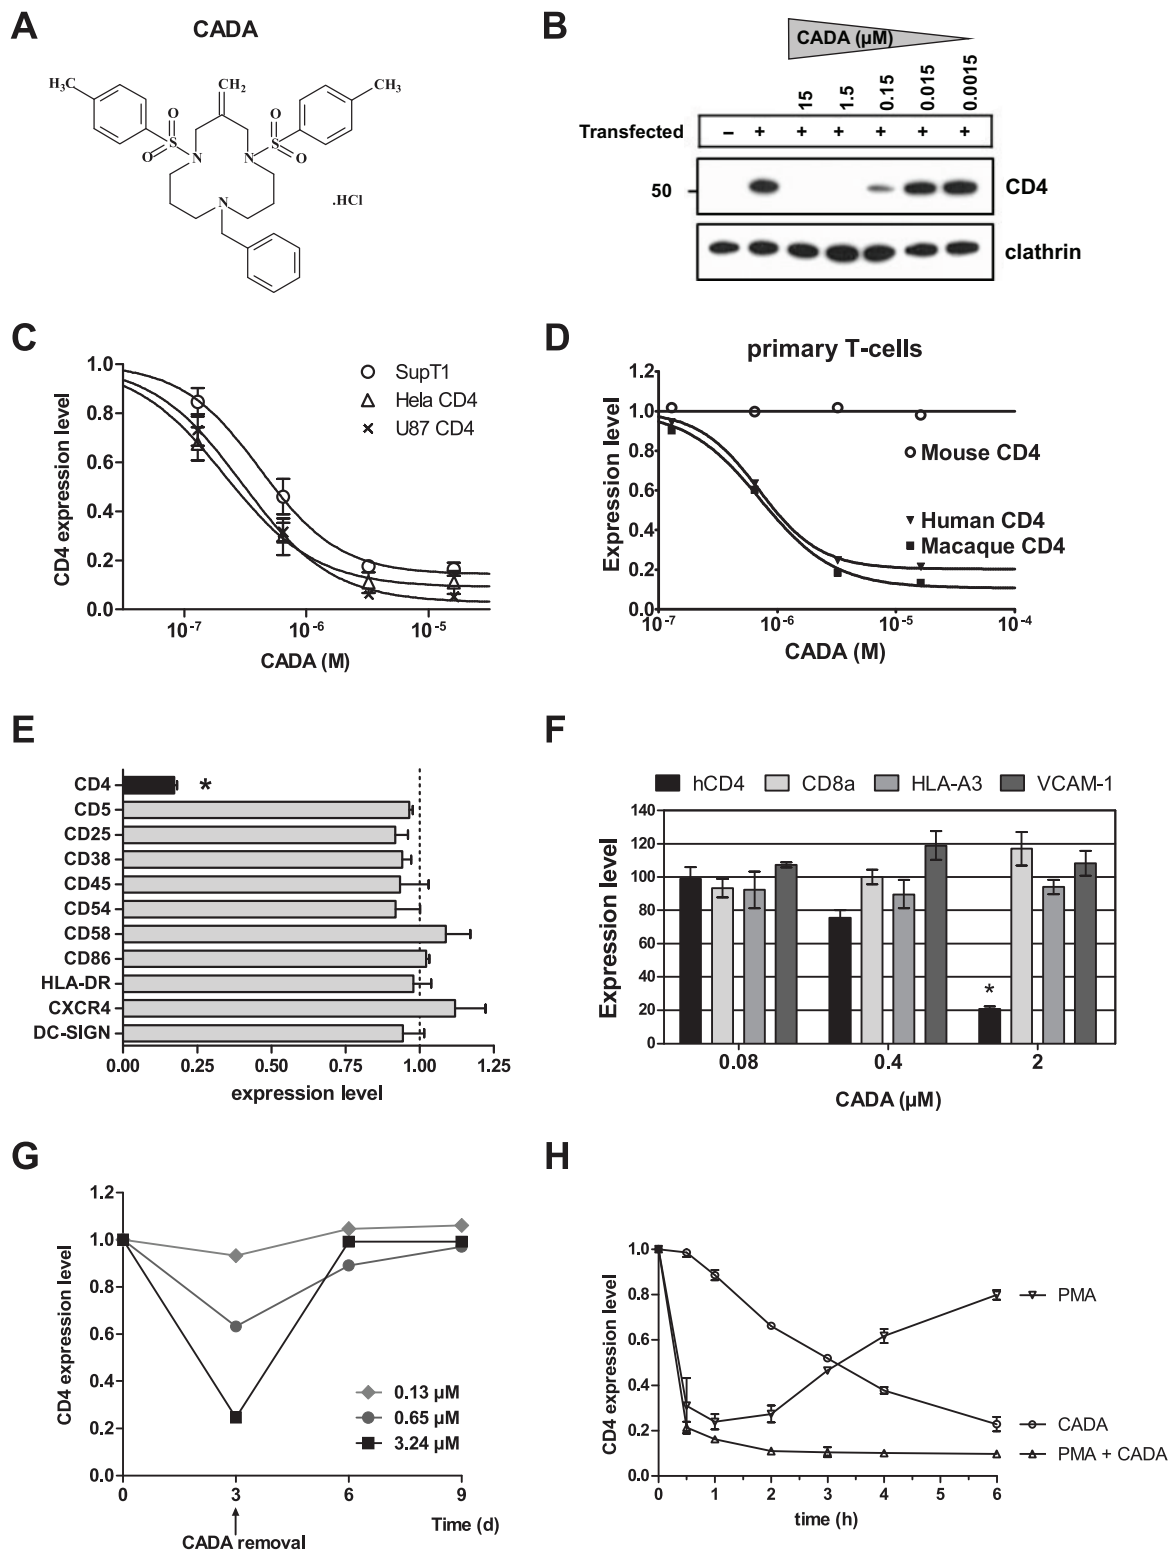 A
CADA
CH₃
CH₂
CH₃
O
O
S
S
O
O
N
N
N
.HCl
B
CADA (µM)
15
1.5
0.15
0.015
0.0015
Transfected
– + + + + + +
50
CD4
clathrin
C
1.0
0.8
0.6
0.4
0.2
0.0
CD4 expression level
SupT1
Hela CD4
U87 CD4
10⁻⁷ 10⁻⁶ 10⁻⁵
CADA (M)
D
primary T-cells
1.2
1.0
0.8
0.6
0.4
0.2
0.0
Expression level
Mouse CD4
Human CD4
Macaque CD4
10⁻⁷ 10⁻⁶ 10⁻⁵ 10⁻⁴
CADA (M)
E
CD4
*
CD5
CD25
CD38
CD45
CD54
CD58
CD86
HLA-DR
CXCR4
DC-SIGN
0.00 0.25 0.50 0.75 1.00 1.25
expression level
F
hCD4 CD8a HLA-A3 VCAM-1
140
120
100
80
60
40
20
0
Expression level
*
0.08 0.4 2
CADA (µM)
G
1.2
1.0
0.8
0.6
0.4
0.2
0.0
CD4 expression level
0.13 µM
0.65 µM
3.24 µM
0 3 6 9
Time (d)
CADA removal
H
1.0
0.8
0.6
0.4
0.2
0.0
CD4 expression level
PMA
CADA
PMA + CADA
0 1 2 3 4 5 6
time (h)